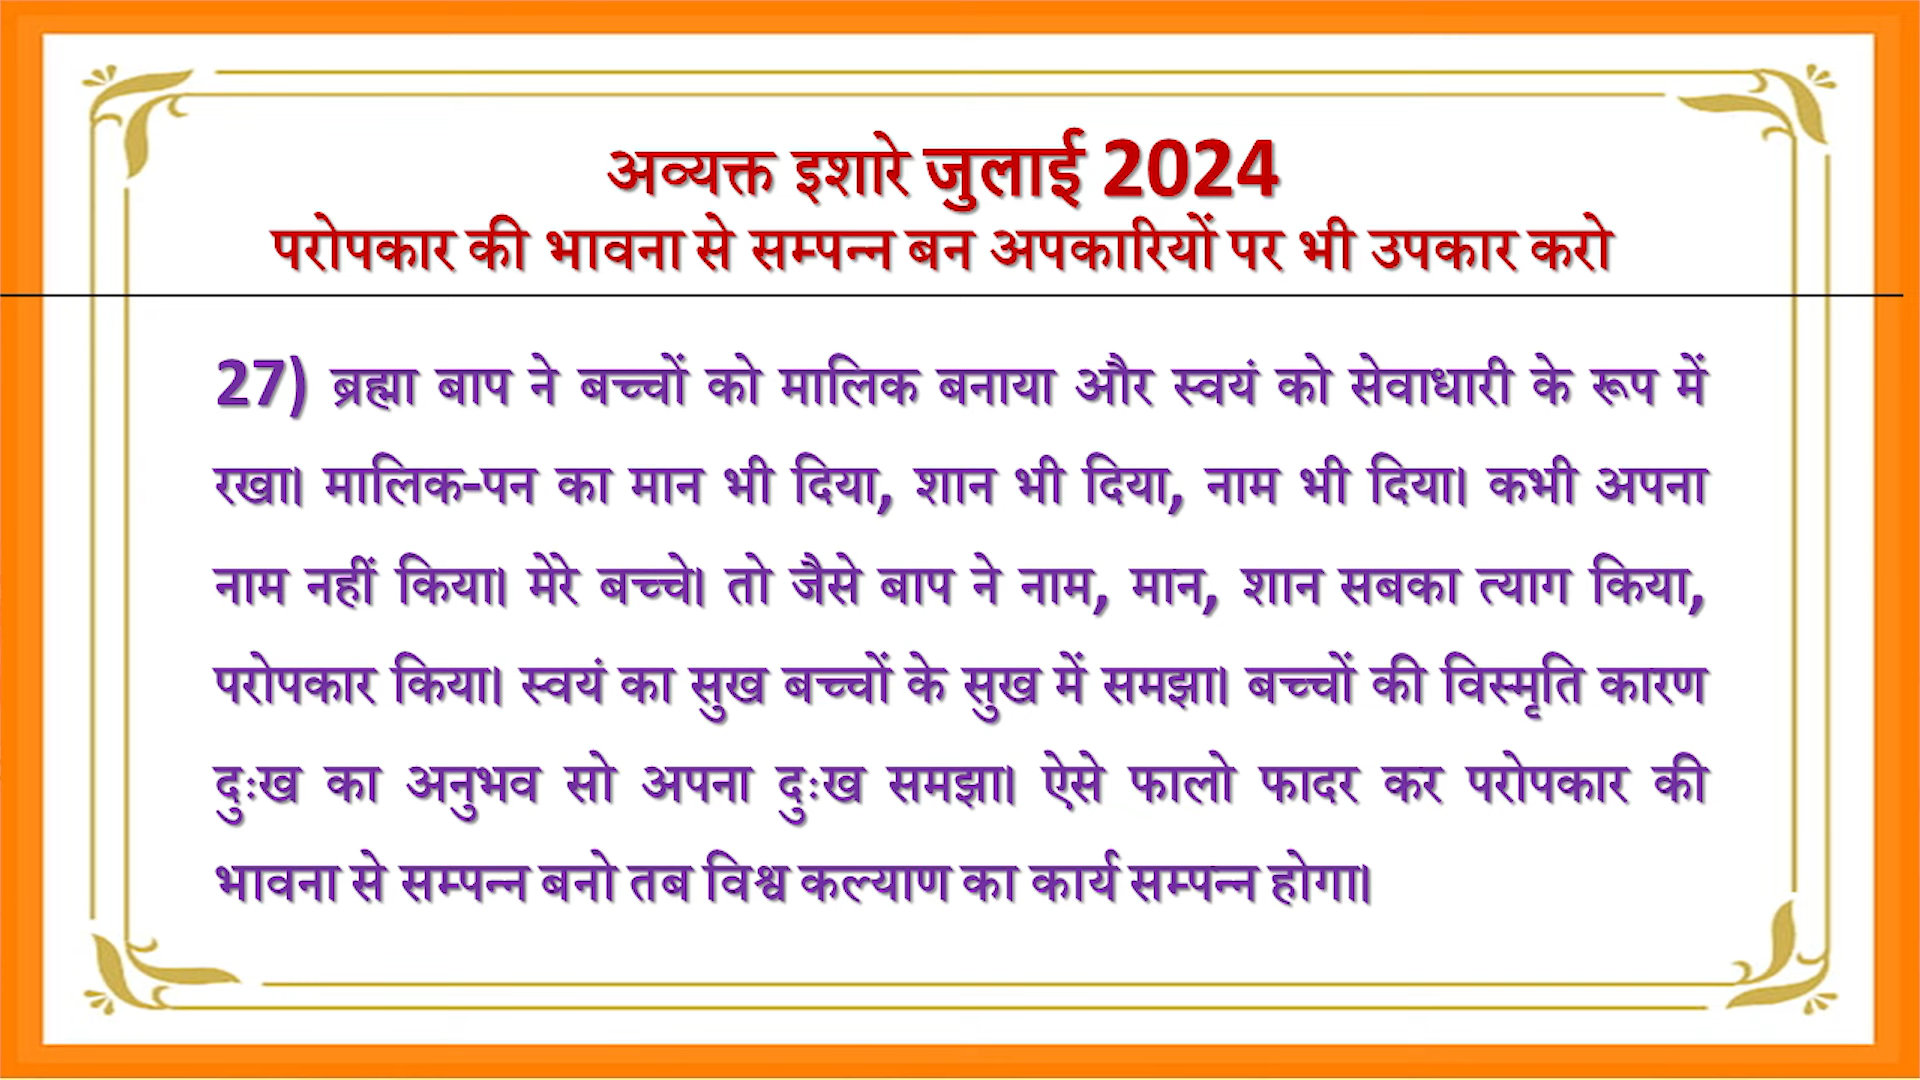 अव्यक्त इशारे जुलाई 2024
परोपकार की भावना से सम्पन्न बन अपकारियों पर भी उपकार करो
27) ब्रह्मा बाप ने बच्चों को मालिक बनाया और स्वयं को सेवाधारी के रूप में
रखा। मालिक-पन का मान भी दिया, शान भी दिया, नाम भी दिया। कभी अपना
नाम नहीं किया। मेरे बच्चे। तो जैसे बाप ने नाम, मान, शान सबका त्याग किया,
परोपकार किया। स्वयं का सुख बच्चों के सुख में समझा। बच्चों की विस्मृति कारण
दुःख का अनुभव सो अपना दुःख समझा। ऐसे फालो फादर कर परोपकार की
भावना से सम्पन्न बनो तब विश्व कल्याण का कार्य सम्पन्न होगा।